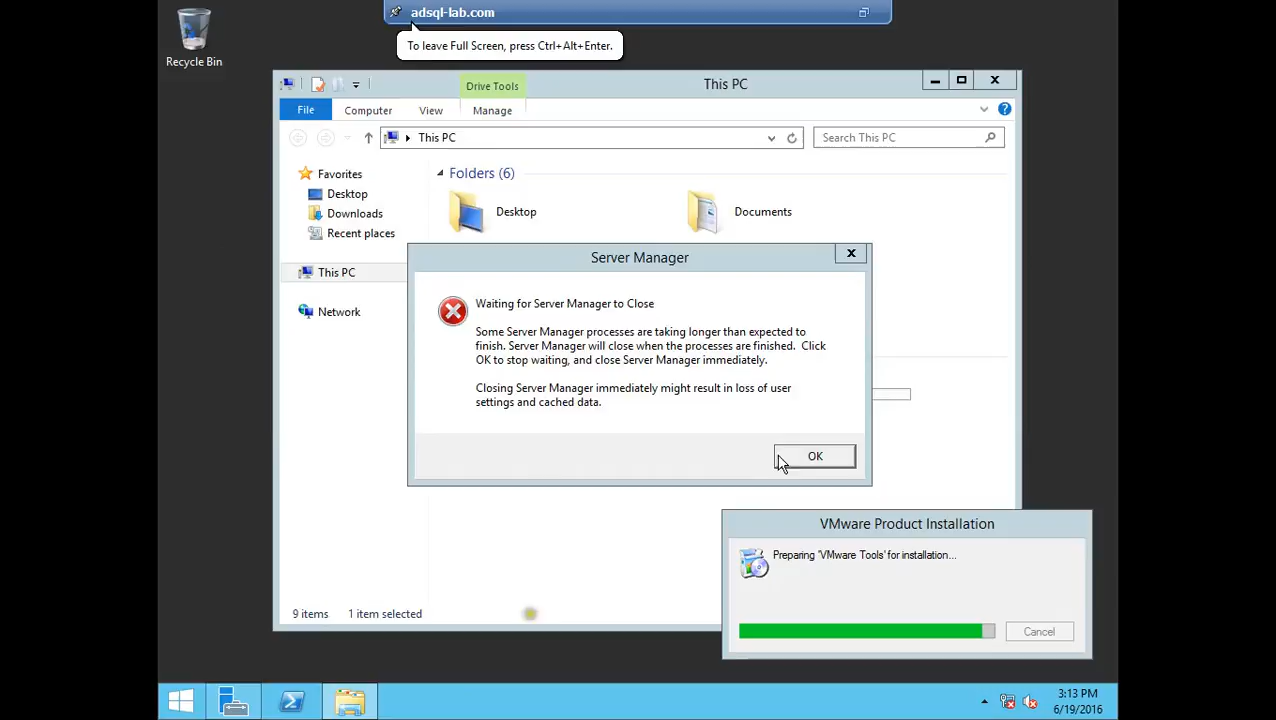 adsql-lab.com
Recycle Bin
To leave Full Screen, press Ctrl+Alt+Enter.
Drive Tools
This PC
File
Computer
View
Manage
This PC
Search This PC
Favorites
Desktop
Downloads
Recent places
This PC
Network
Folders (6)
Desktop
Documents
Server Manager
Waiting for Server Manager to Close
Some Server Manager processes are taking longer than expected to
finish. Server Manager will close when the processes are finished.  Click
OK to stop waiting, and close Server Manager immediately.
Closing Server Manager immediately might result in loss of user
settings and cached data.
OK
VMware Product Installation
Preparing 'VMware Tools' for installation...
Cancel
9 items
1 item selected
3:13 PM
6/19/2016